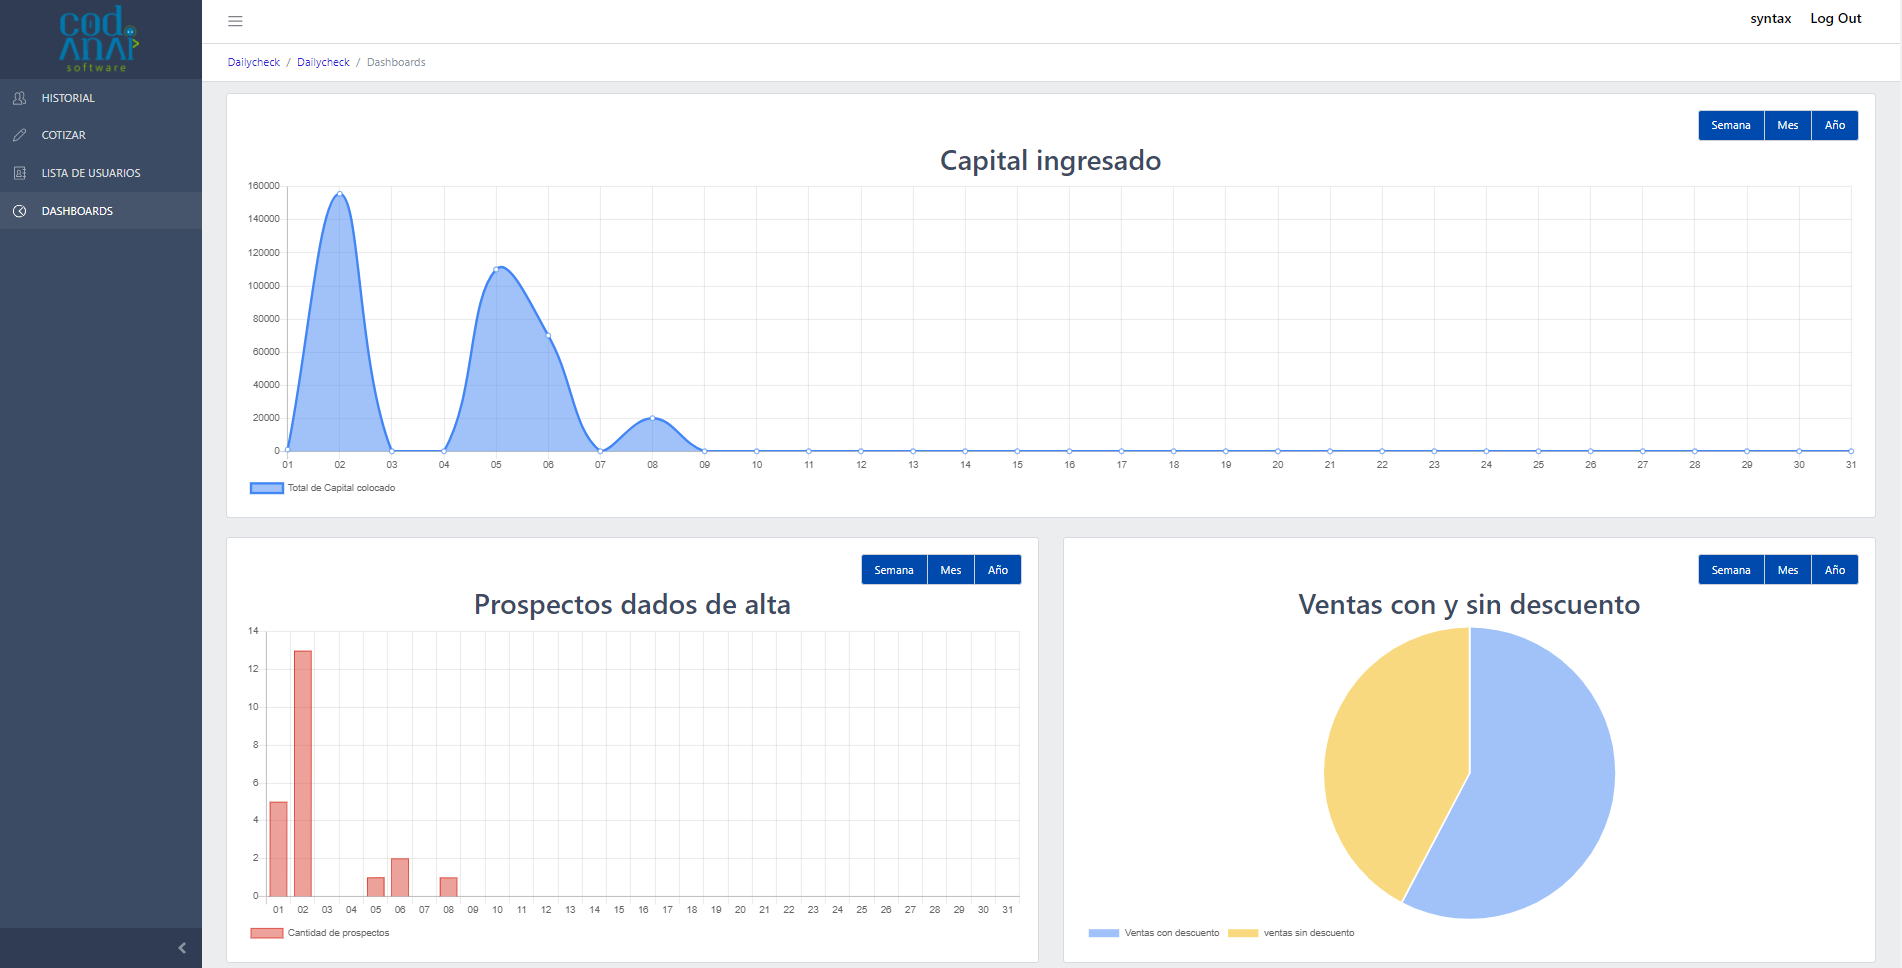 cod
ANAI>
software
syntax Log Out
Dailycheck / Dailycheck / Dashboards
HISTORIAL
COTIZAR
LISTA DE USUARIOS
DASHBOARDS
Semana Mes Año
Capital ingresado
160000
140000
120000
100000
80000
60000
40000
20000
0
01 02 03 04 05 06 07 08 09 10 11 12 13 14 15 16 17 18 19 20 21 22 23 24 25 26 27 28 29 30 31
Total de Capital colocado
Semana Mes Año
Prospectos dados de alta
14
12
10
8
6
4
2
0
01 02 03 04 05 06 07 08 09 10 11 12 13 14 15 16 17 18 19 20 21 22 23 24 25 26 27 28 29 30 31
Cantidad de prospectos
Semana Mes Año
Ventas con y sin descuento
Ventas con descuento ventas sin descuento